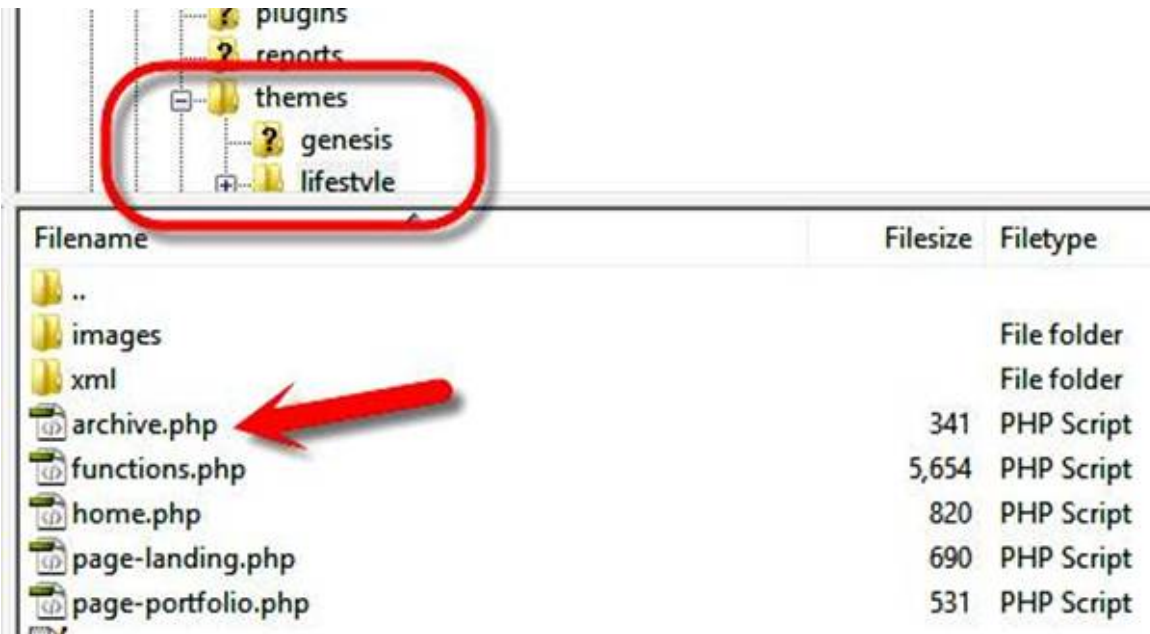 plugins
reports
themes
genesis
lifestyle
Filename Filesize Filetype
..
images File folder
xml File folder
archive.php 341 PHP Script
functions.php 5,654 PHP Script
home.php 820 PHP Script
page-landing.php 690 PHP Script
page-portfolio.php 531 PHP Script